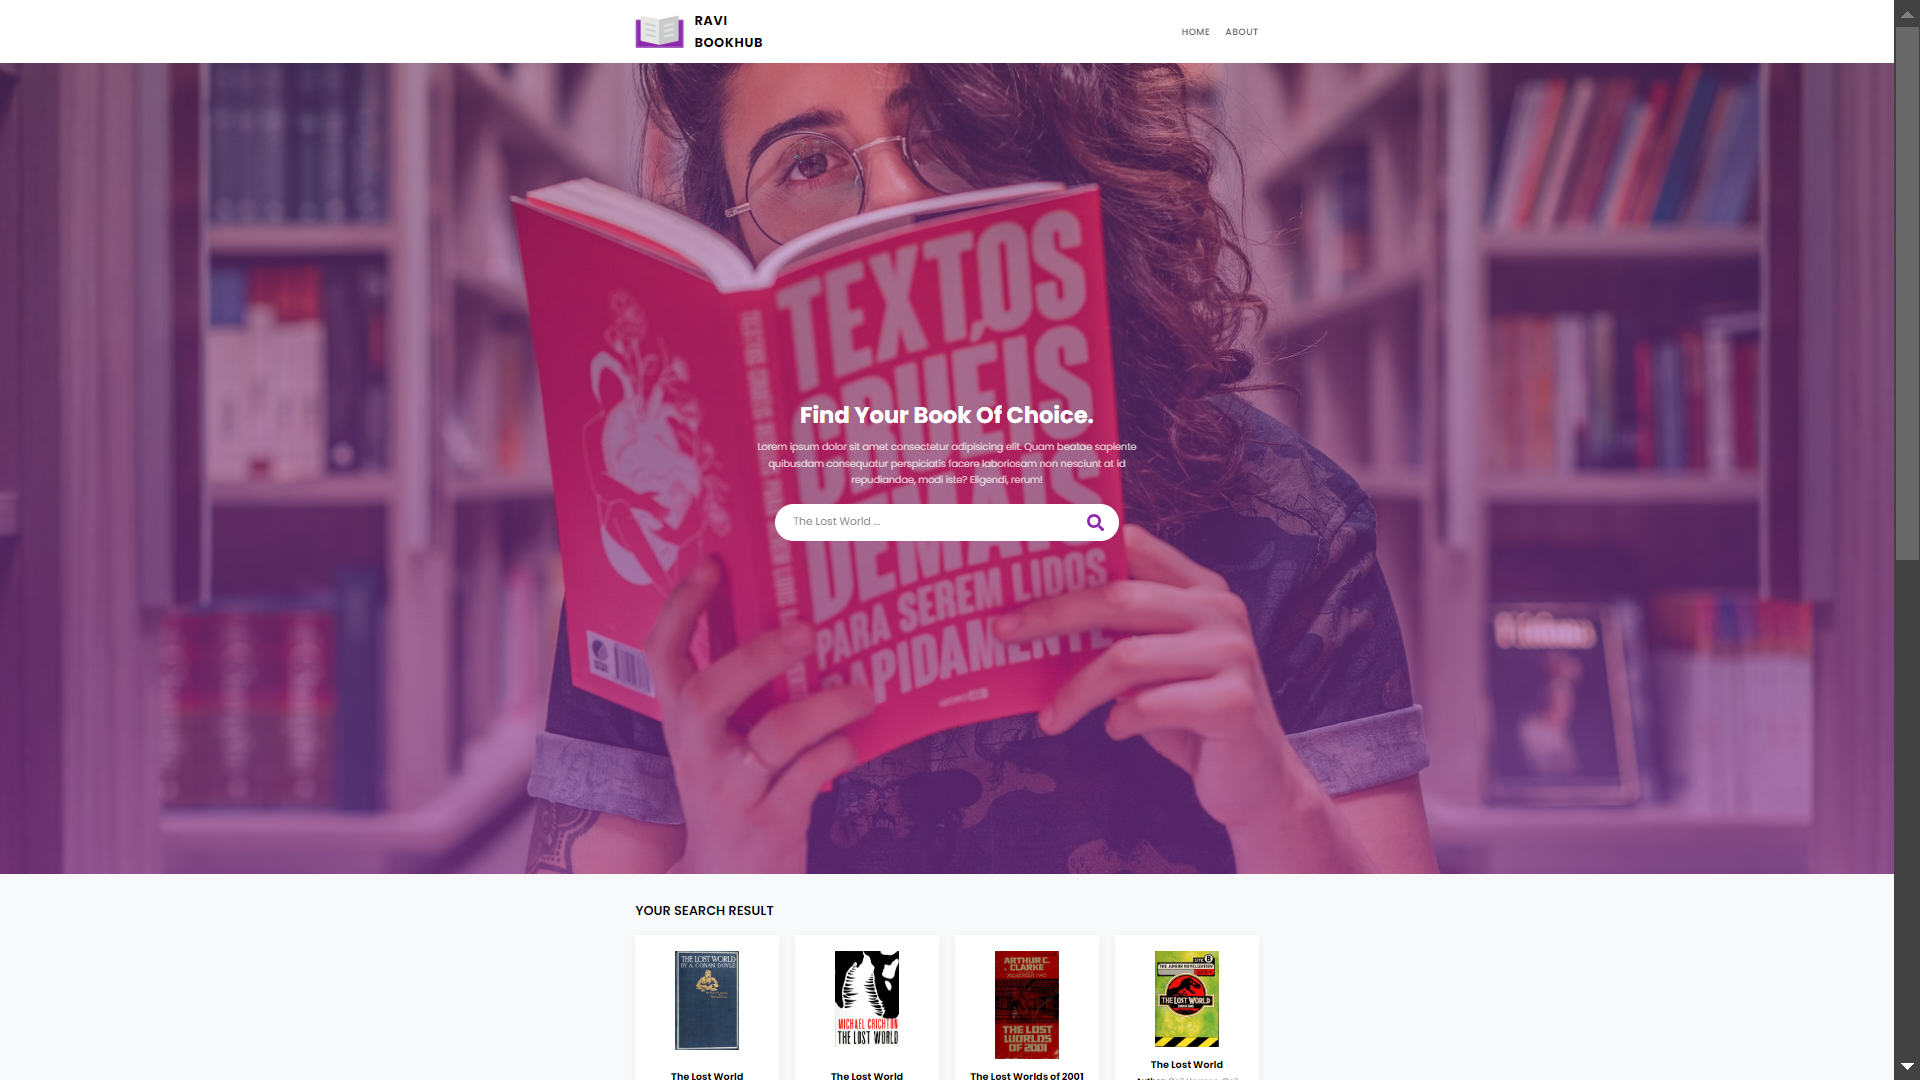 RAVI
BOOKHUB
HOME
ABOUT
TEXTOS
CRUÉIS
DEMAIS
PARA SEREM LIDOS
RAPIDAMENTE
Find Your Book Of Choice.
Lorem ipsum dolor sit amet consectetur adipisicing elit. Quam beatae sapiente
quibusdam consequatur perspiciatis facere laboriosam non nesciunt at id
repudiandae, modi iste? Eligendi, rerum!
The Lost World ...
YOUR SEARCH RESULT
THE LOST WORLD
BY A. CONAN DOYLE
MICHAEL CRICHTON
THE LOST WORLD
ARTHUR C.
CLARKE
THE LOST
WORLDS
OF 2001
THE JUNIOR NOVELIZATION
THE LOST WORLD
The Lost World
The Lost World
The Lost Worlds of 2001
The Lost World